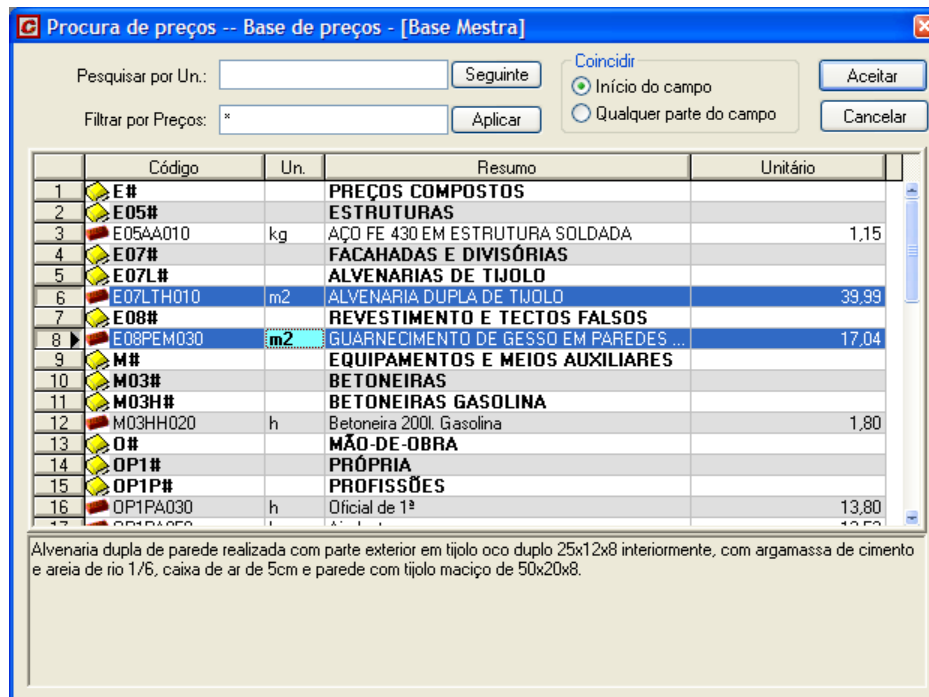 Procura de preços -- Base de preços - [Base Mestra]
Pesquisar por Un.: Seguinte
Coincidir
Início do campo
Qualquer parte do campo
Aceitar
Filtrar por Preços: * Aplicar
Cancelar
Código Un. Resumo Unitário
1 E# PREÇOS COMPOSTOS
2 E05# ESTRUTURAS
3 E05AA010 kg AÇO FE 430 EM ESTRUTURA SOLDADA 1,15
4 E07# FACAHADAS E DIVISÓRIAS
5 E07L# ALVENARIAS DE TIJOLO
6 E07LTH010 m2 ALVENARIA DUPLA DE TIJOLO 39,99
7 E08# REVESTIMENTO E TECTOS FALSOS
8 E08PEM030 m2 GUARNECIMENTO DE GESSO EM PAREDES ... 17,04
9 M# EQUIPAMENTOS E MEIOS AUXILIARES
10 M03# BETONEIRAS
11 M03H# BETONEIRAS GASOLINA
12 M03HH020 h Betoneira 200l. Gasolina 1,80
13 O# MÃO-DE-OBRA
14 OP1# PRÓPRIA
15 OP1P# PROFISSÕES
16 OP1PA030 h Oficial de 1ª 13,80
Alvenaria dupla de parede realizada com parte exterior em tijolo oco duplo 25x12x8 interiormente, com argamassa de cimento
e areia de rio 1/6, caixa de ar de 5cm e parede com tijolo maciço de 50x20x8.